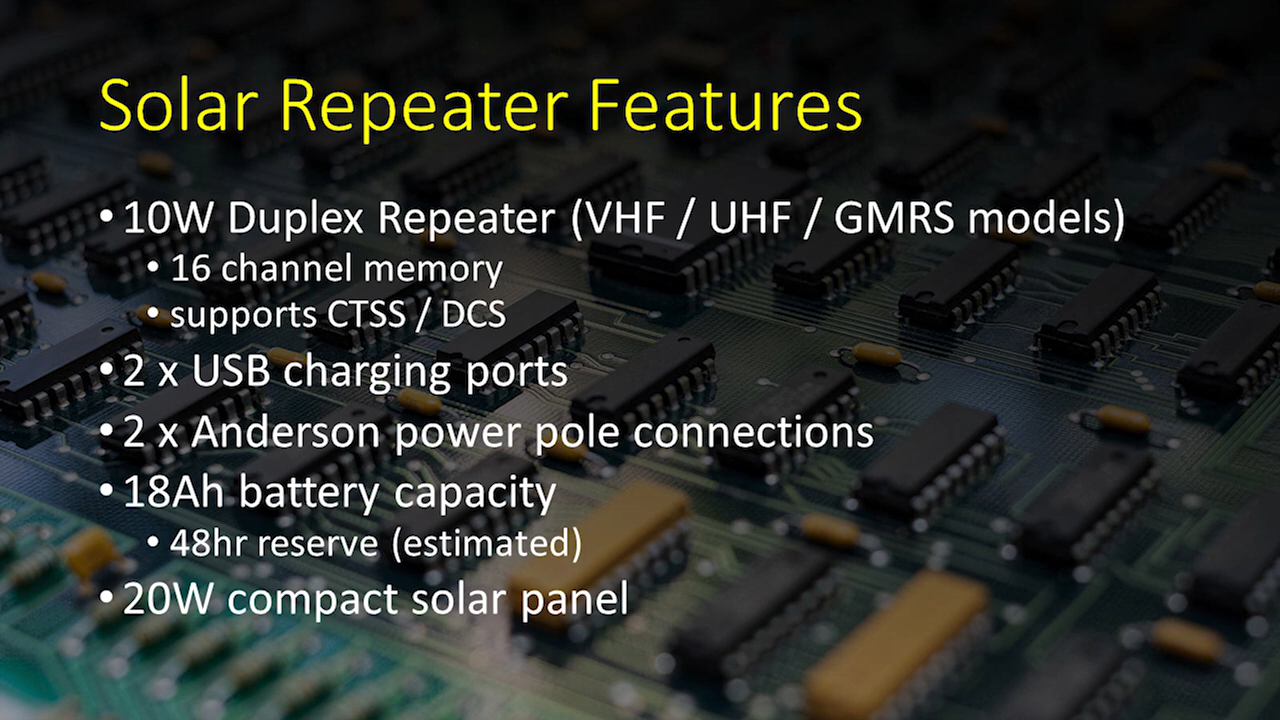 Solar Repeater Features
• 10W Duplex Repeater (VHF / UHF / GMRS models)
• 16 channel memory
• supports CTSS / DCS
• 2 x USB charging ports
• 2 x Anderson power pole connections
• 18Ah battery capacity
• 48hr reserve (estimated)
• 20W compact solar panel